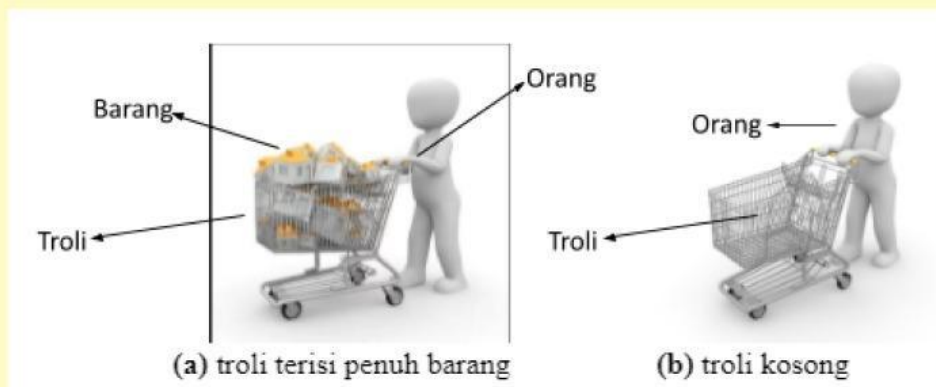 Orang
Barang
Troli
(a) troli terisi penuh barang
Orang
Troli
(b) troli kosong